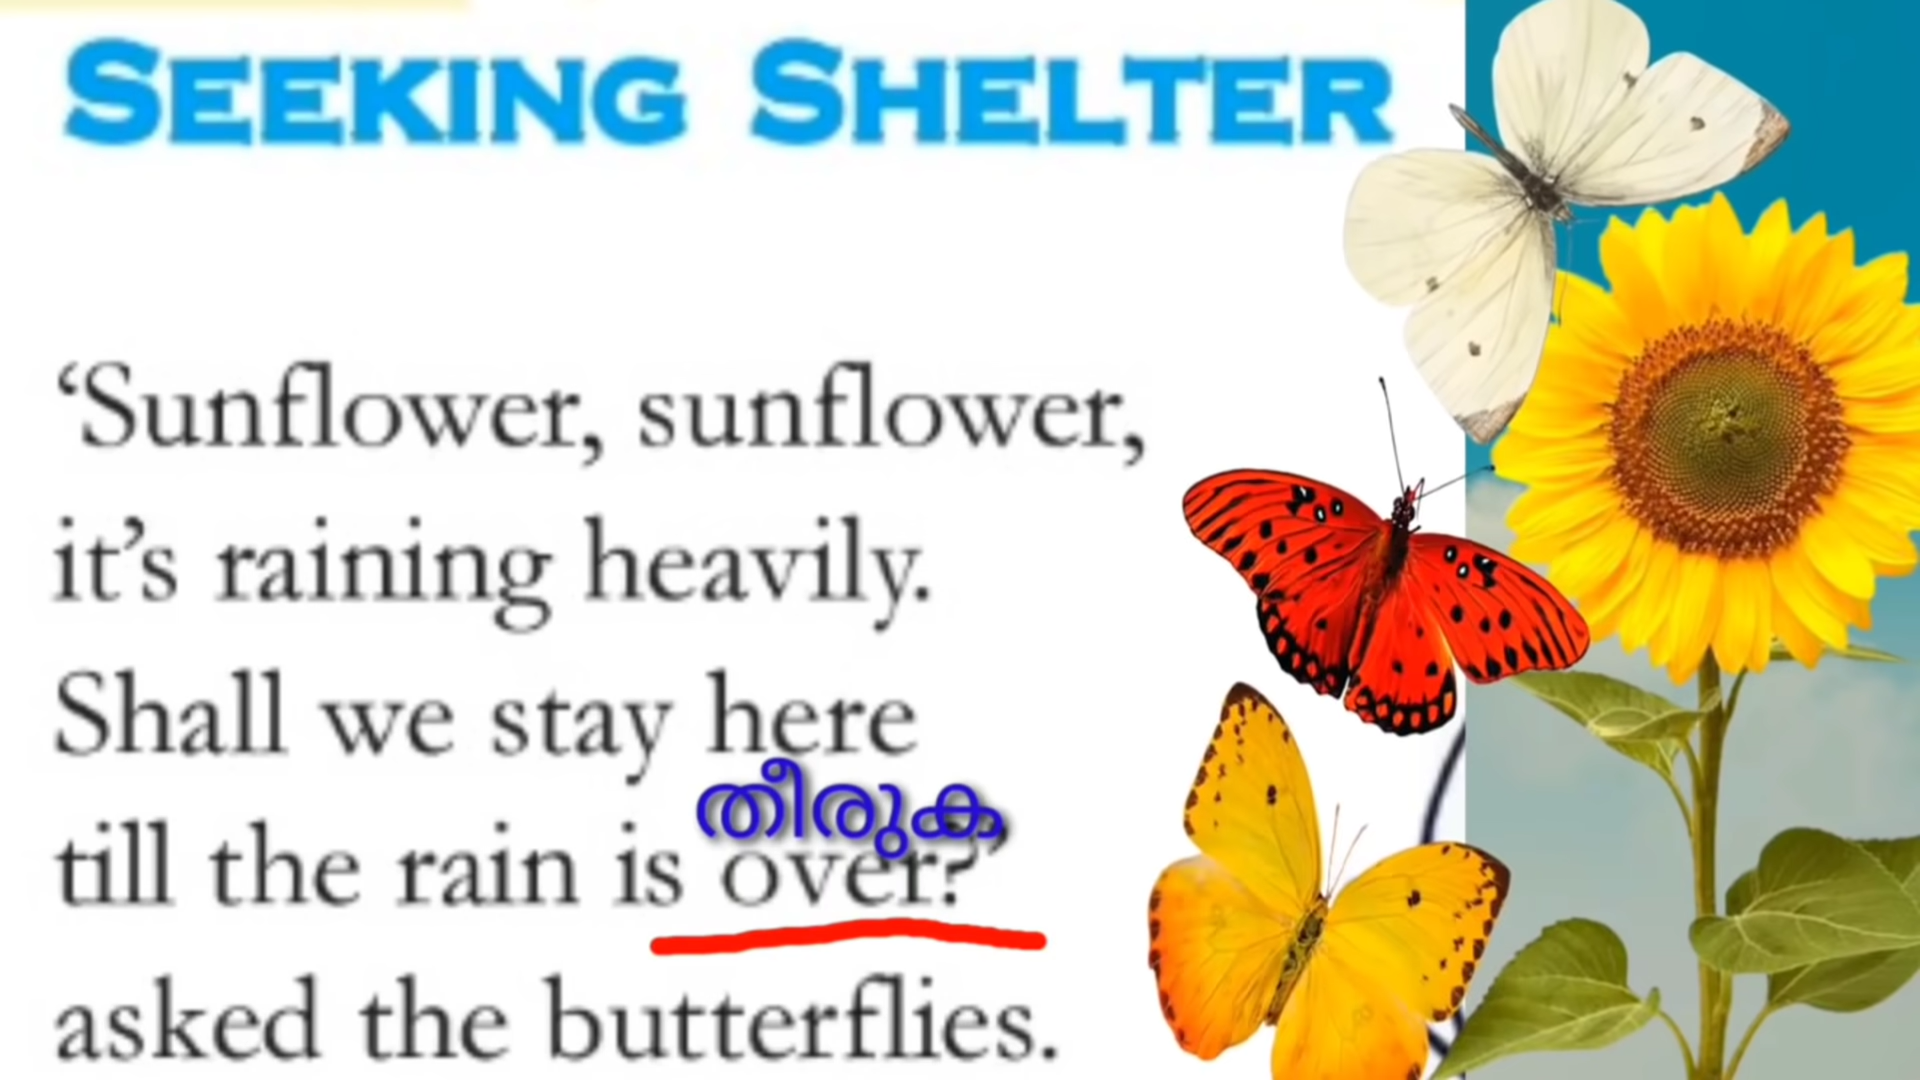 SEEKING SHELTER
‘Sunflower, sunflower,
it’s raining heavily.
Shall we stay here
തീരുക
till the rain is over?’
asked the butterflies.